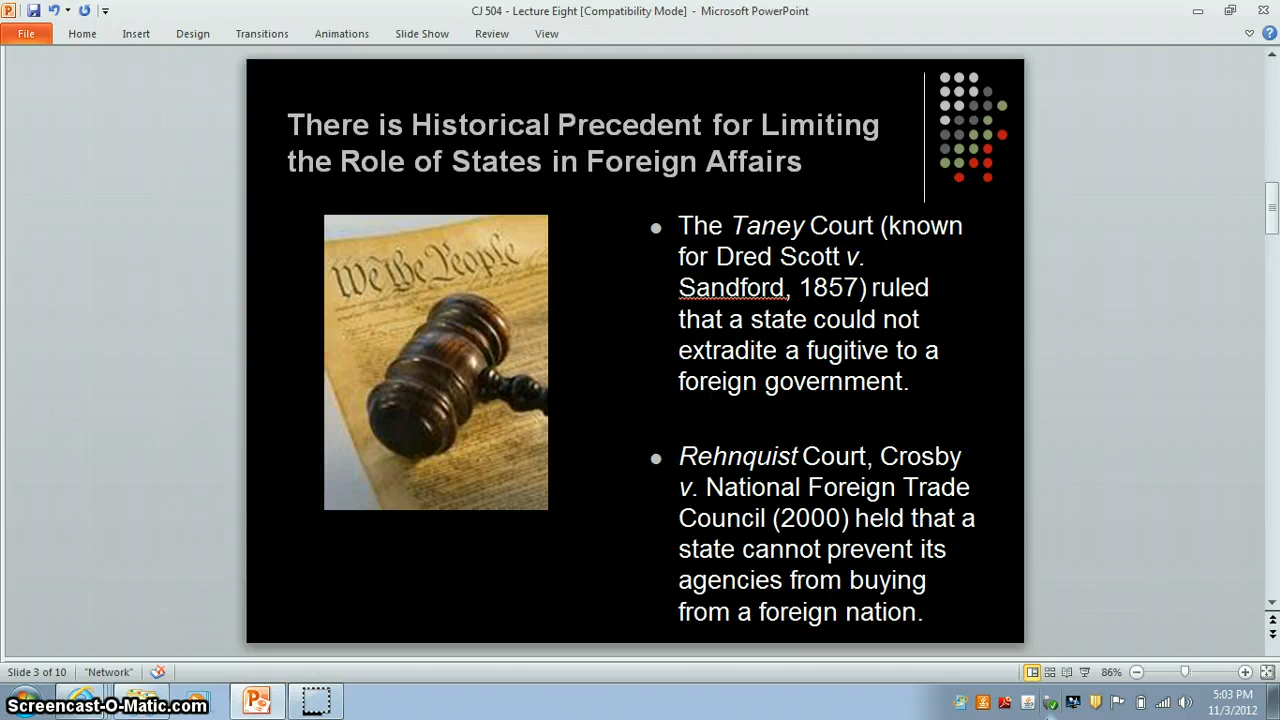 CJ 504 - Lecture Eight [Compatibility Mode] - Microsoft PowerPoint
File Home Insert Design Transitions Animations Slide Show Review View
There is Historical Precedent for Limiting
the Role of States in Foreign Affairs
We the People
The Taney Court (known
for Dred Scott v.
Sandford, 1857) ruled
that a state could not
extradite a fugitive to a
foreign government.
Rehnquist Court, Crosby
v. National Foreign Trade
Council (2000) held that a
state cannot prevent its
agencies from buying
from a foreign nation.
Slide 3 of 10 "Network" 86%
Screencast-O-Matic.com
5:03 PM
11/3/2012